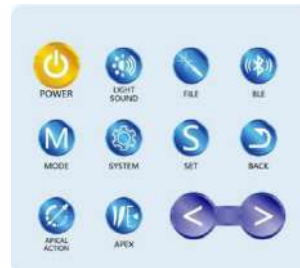 POWER
LIGHT
SOUND
FILE
BLE
M
MODE
SYSTEM
S
SET
BACK
APICAL
ACTION
APEX
< >